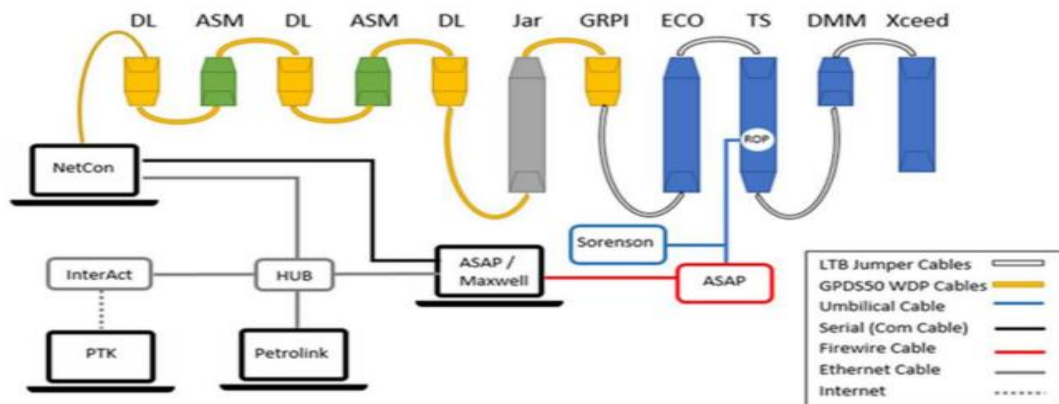 DL ASM DL ASM DL Jar GRPI ECO TS DMM Xceed
ROP
NetCon
Sorenson
InterAct
HUB
ASAP /
Maxwell
ASAP
PTK
Petrolink
LTB Jumper Cables
GPDS50 WDP Cables
Umbilical Cable
Serial (Com Cable)
Firewire Cable
Ethernet Cable
Internet